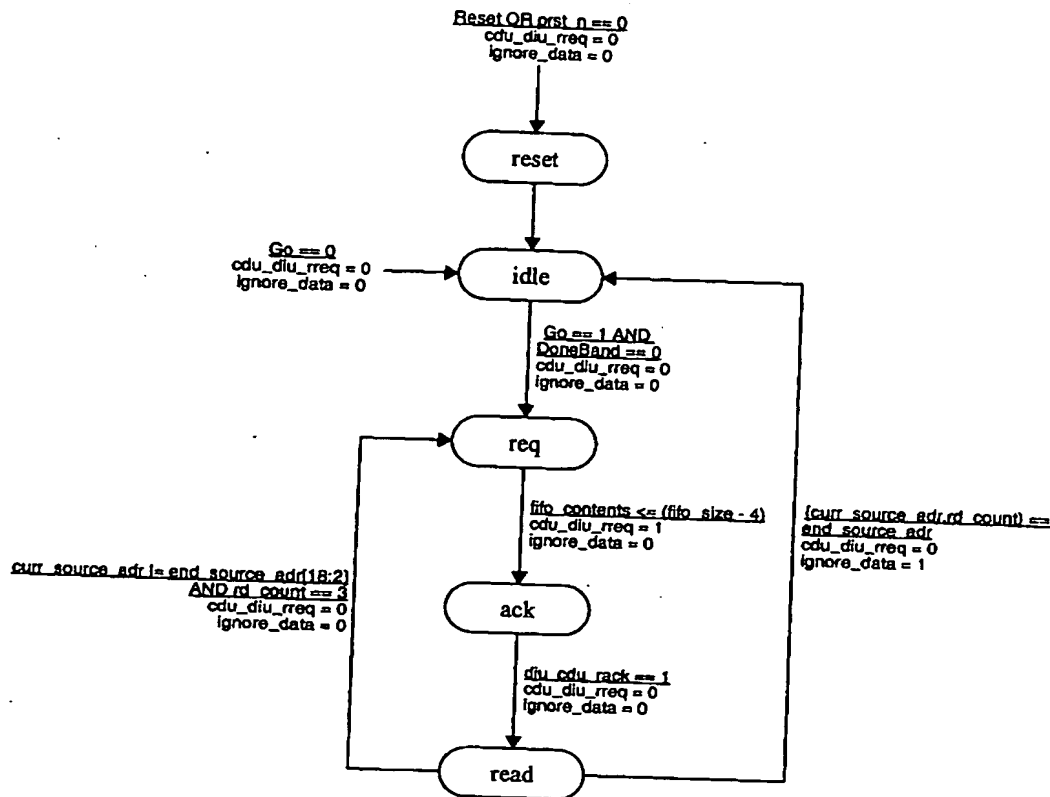 Reset OR prst_n == 0
cdu_diu_rreq = 0
ignore_data = 0
reset
Go == 0
cdu_diu_rreq = 0
ignore_data = 0
idle
Go == 1 AND
DoneBand == 0
cdu_diu_rreq = 0
ignore_data = 0
req
fifo_contents <= (fifo_size - 4)
cdu_diu_rreq = 1
ignore_data = 0
{curr_source_adr,rd_count} ==
end_source_adr
cdu_diu_rreq = 0
ignore_data = 1
curr_source_adr != end_source_adr[18:2]
AND rd_count == 3
cdu_diu_rreq = 0
ignore_data = 0
ack
diu_cdu_rack == 1
cdu_diu_rreq = 0
ignore_data = 0
read